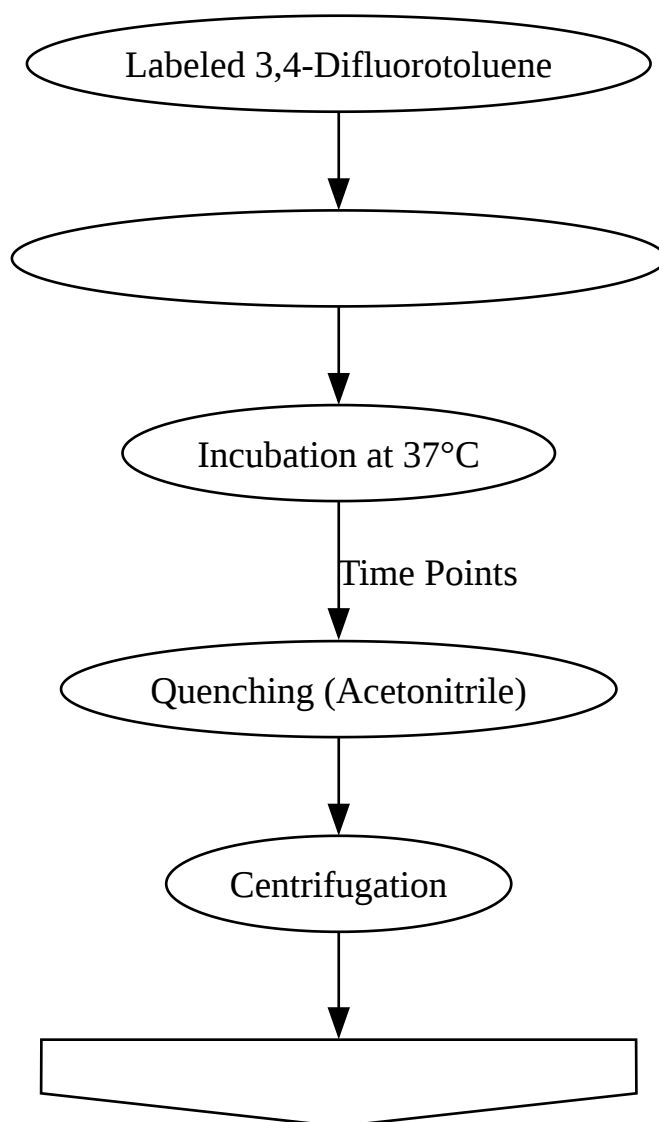 Labeled 3,4-Difluorotoluene
Incubation at 37°C
Time Points
Quenching (Acetonitrile)
Centrifugation